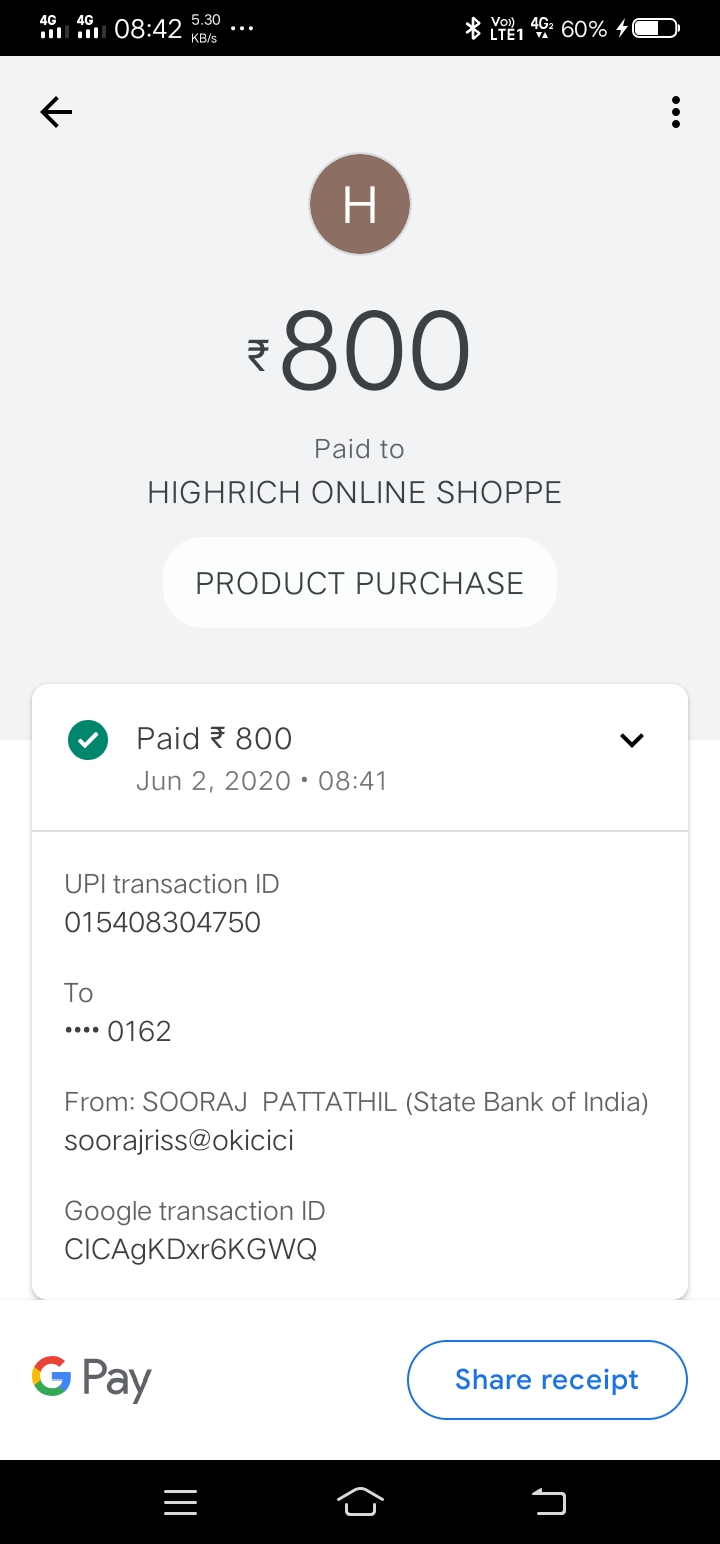 4G 4G 08:42 5.30 KB/s ... Vo)) LTE1 4G2 60%
H
₹800
Paid to
HIGHRICH ONLINE SHOPPE
PRODUCT PURCHASE
Paid ₹ 800
Jun 2, 2020 • 08:41
UPI transaction ID
015408304750
To
•••• 0162
From: SOORAJ PATTATHIL (State Bank of India)
soorajriss@okicici
Google transaction ID
CICAgKDxr6KGWQ
G Pay
Share receipt